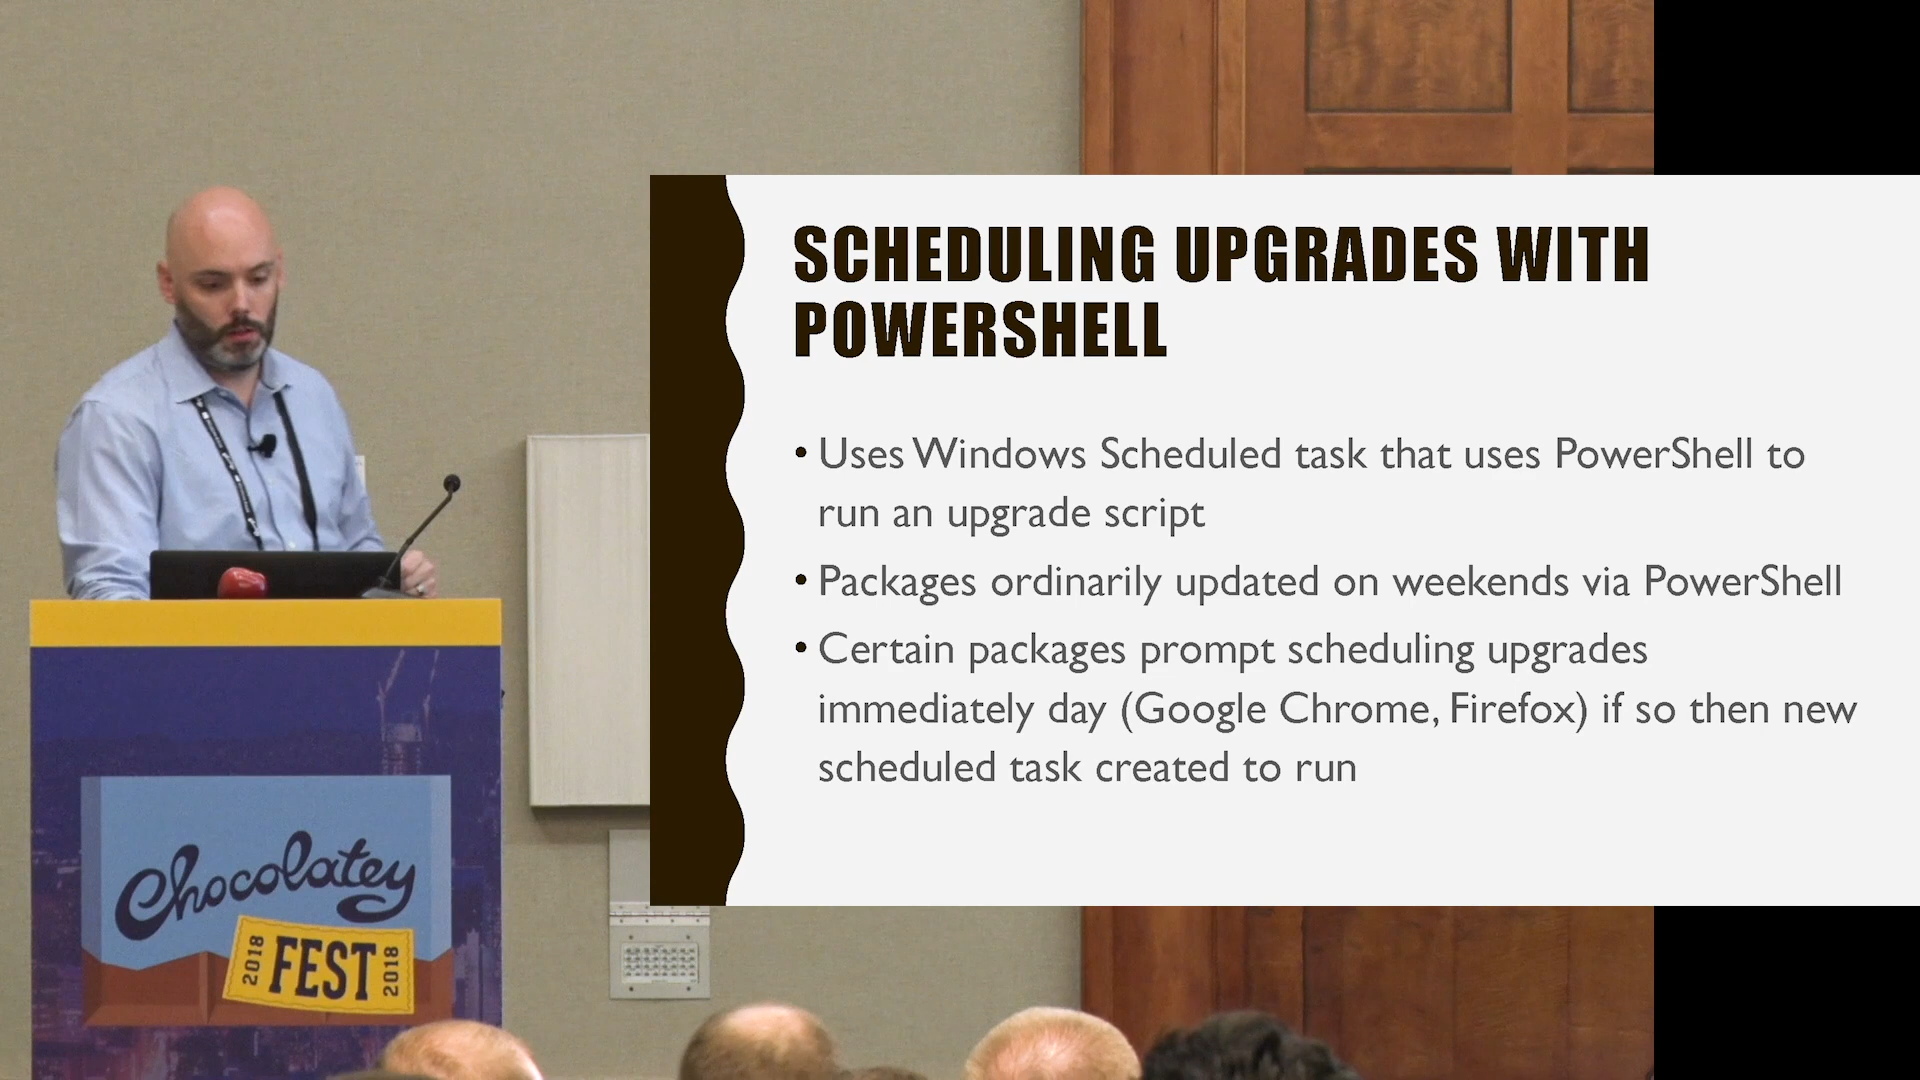 SCHEDULING UPGRADES WITH
POWERSHELL
• Uses Windows Scheduled task that uses PowerShell to
run an upgrade script
• Packages ordinarily updated on weekends via PowerShell
• Certain packages prompt scheduling upgrades
immediately day (Google Chrome, Firefox) if so then new
scheduled task created to run
Chocolatey
2018 FEST 2018